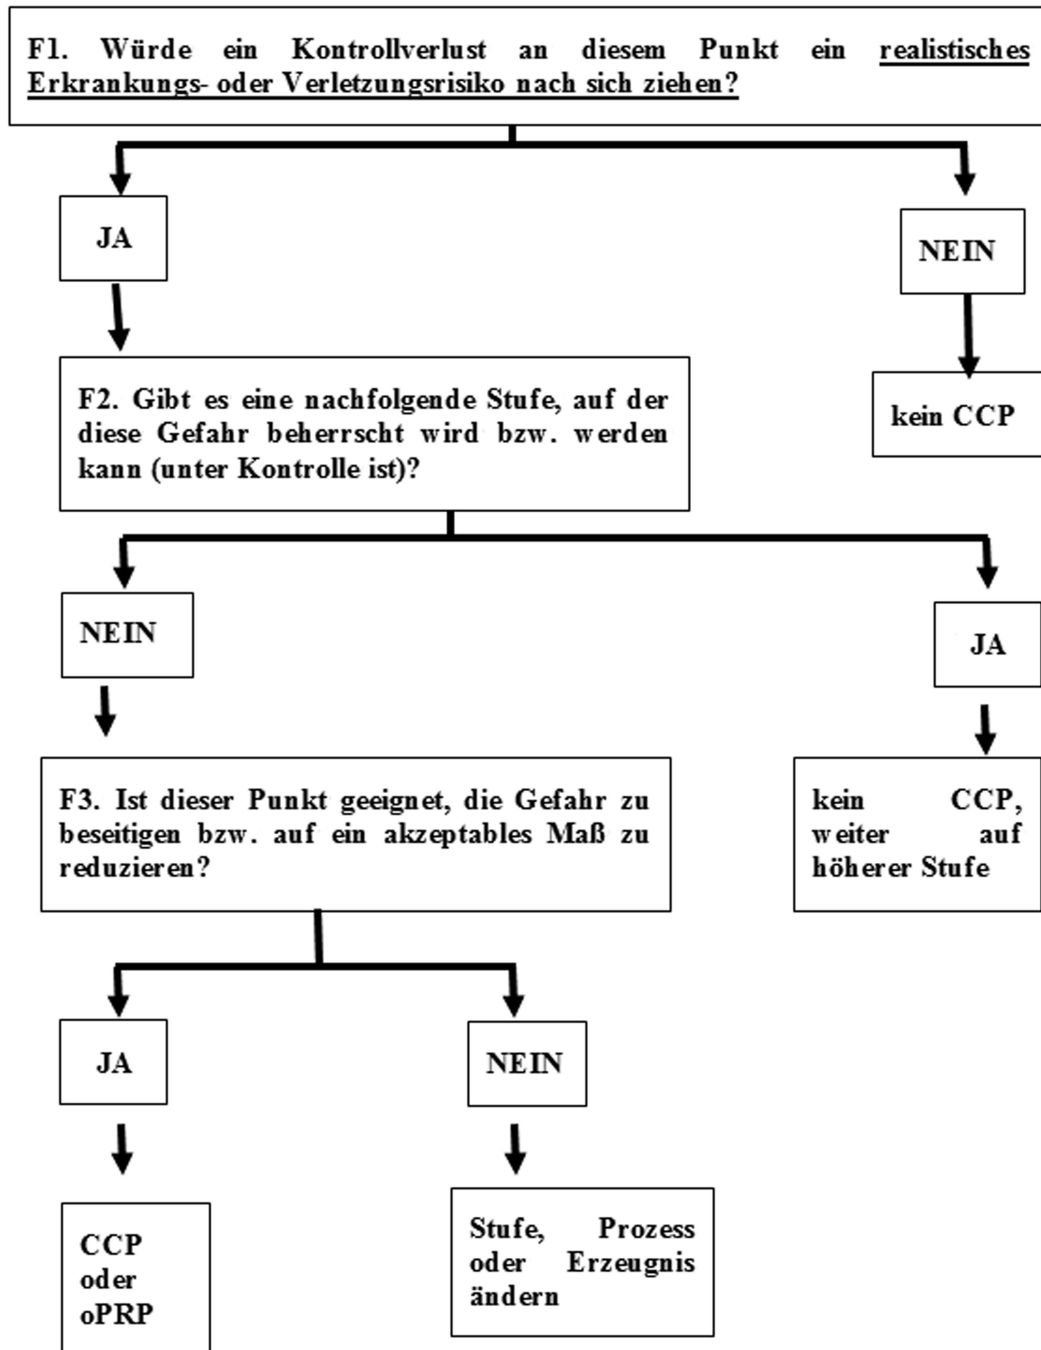 F1. Würde ein Kontrollverlust an diesem Punkt ein realistisches
Erkrankungs- oder Verletzungsrisiko nach sich ziehen?
JA
NEIN
F2. Gibt es eine nachfolgende Stufe, auf der
diese Gefahr beherrscht wird bzw. werden
kann (unter Kontrolle ist)?
kein CCP
NEIN
JA
F3. Ist dieser Punkt geeignet, die Gefahr zu
beseitigen bzw. auf ein akzeptables Maß zu
reduzieren?
kein CCP,
weiter auf
höherer Stufe
JA
NEIN
CCP
oder
oPRP
Stufe, Prozess
oder Erzeugnis
ändern